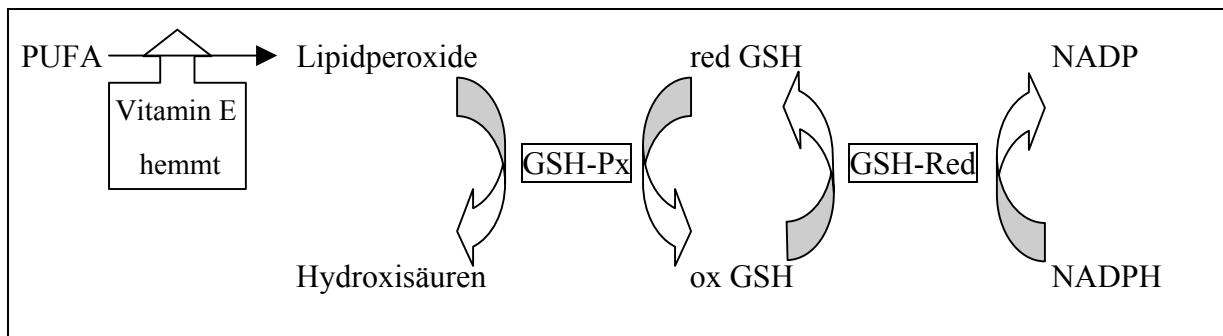 PUFA Lipidperoxide red GSH NADP
Vitamin E
hemmt
GSH-Px GSH-Red
Hydroxisäuren ox GSH NADPH